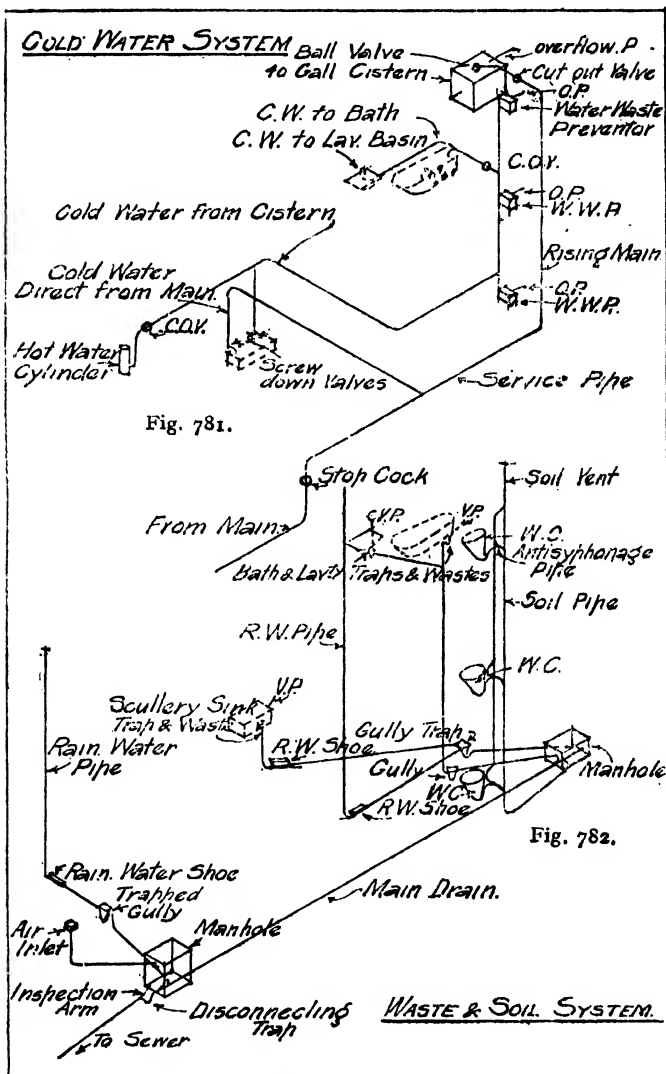 COLD WATER SYSTEM
Ball Valve
40 Gall Cistern
overflow. P
Cut out Valve
O.P.
Water Waste
Preventor
C.W. to Bath
C.W. to Lav. Basin
C.O.V.
O.P.
W.W.P.
Cold Water from Cistern
Rising Main
Cold Water
Direct from Main.
O.P.
W.W.P.
C.O.V.
Hot Water
Cylinder
Screw
down Valves
Service Pipe
Fig. 781.
Stop Cock
Soil Vent
From Main.
V.P.
V.P.
W.C.
Antisyphonage
Pipe
Bath & Lavty Traps & Wastes
Soil Pipe
R.W. Pipe
W.C.
Scullery Sink
Trap & Waste
V.P.
Rain. Water
Pipe
R.W. Shoe
Gully Trap
Gully
W.C.
Manhole
R.W. Shoe
Fig. 782.
Rain. Water Shoe
Trapped
Gully
Main Drain.
Air
Inlet
Manhole
Inspection
Arm
Disconnecting
Trap
WASTE & SOIL SYSTEM.
To Sewer